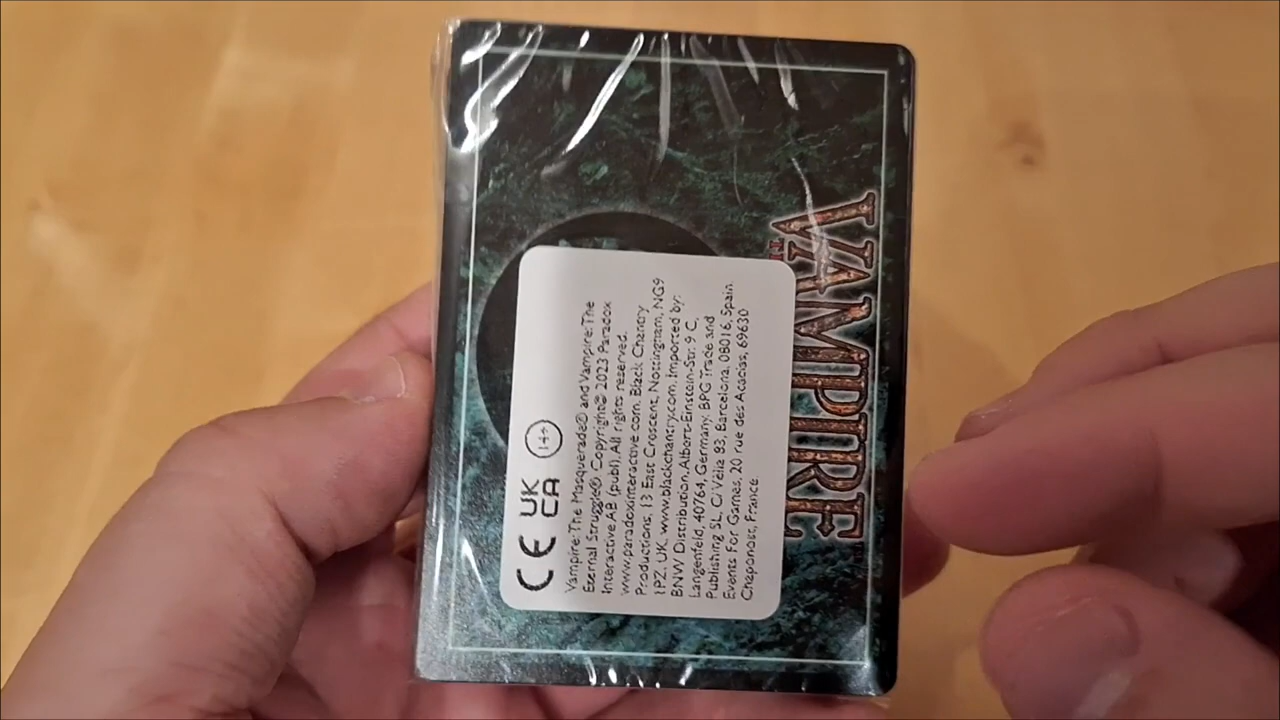 CE UK CA 14+
Vampire: The Masquerade® and Vampire: The
Eternal Struggle® Copyright© 2023 Paradox
Interactive AB (publ). All rights reserved.
www.paradoxinteractive.com. Black Chantry
Productions, 13 East Crescent, Nottingham, NG9
1PZ, UK, www.blackchantry.com. Imported by:
BNW Distribution, Albert-Einstein-Str. 9 C,
Langenfeld, 40764, Germany. BPG Trade and
Publishing SL, C/ Vèlia 93, Barcelona, 08016, Spain.
Events For Games, 20 rue des Acacias, 69630
Chaponost, France.
VAMPIRE